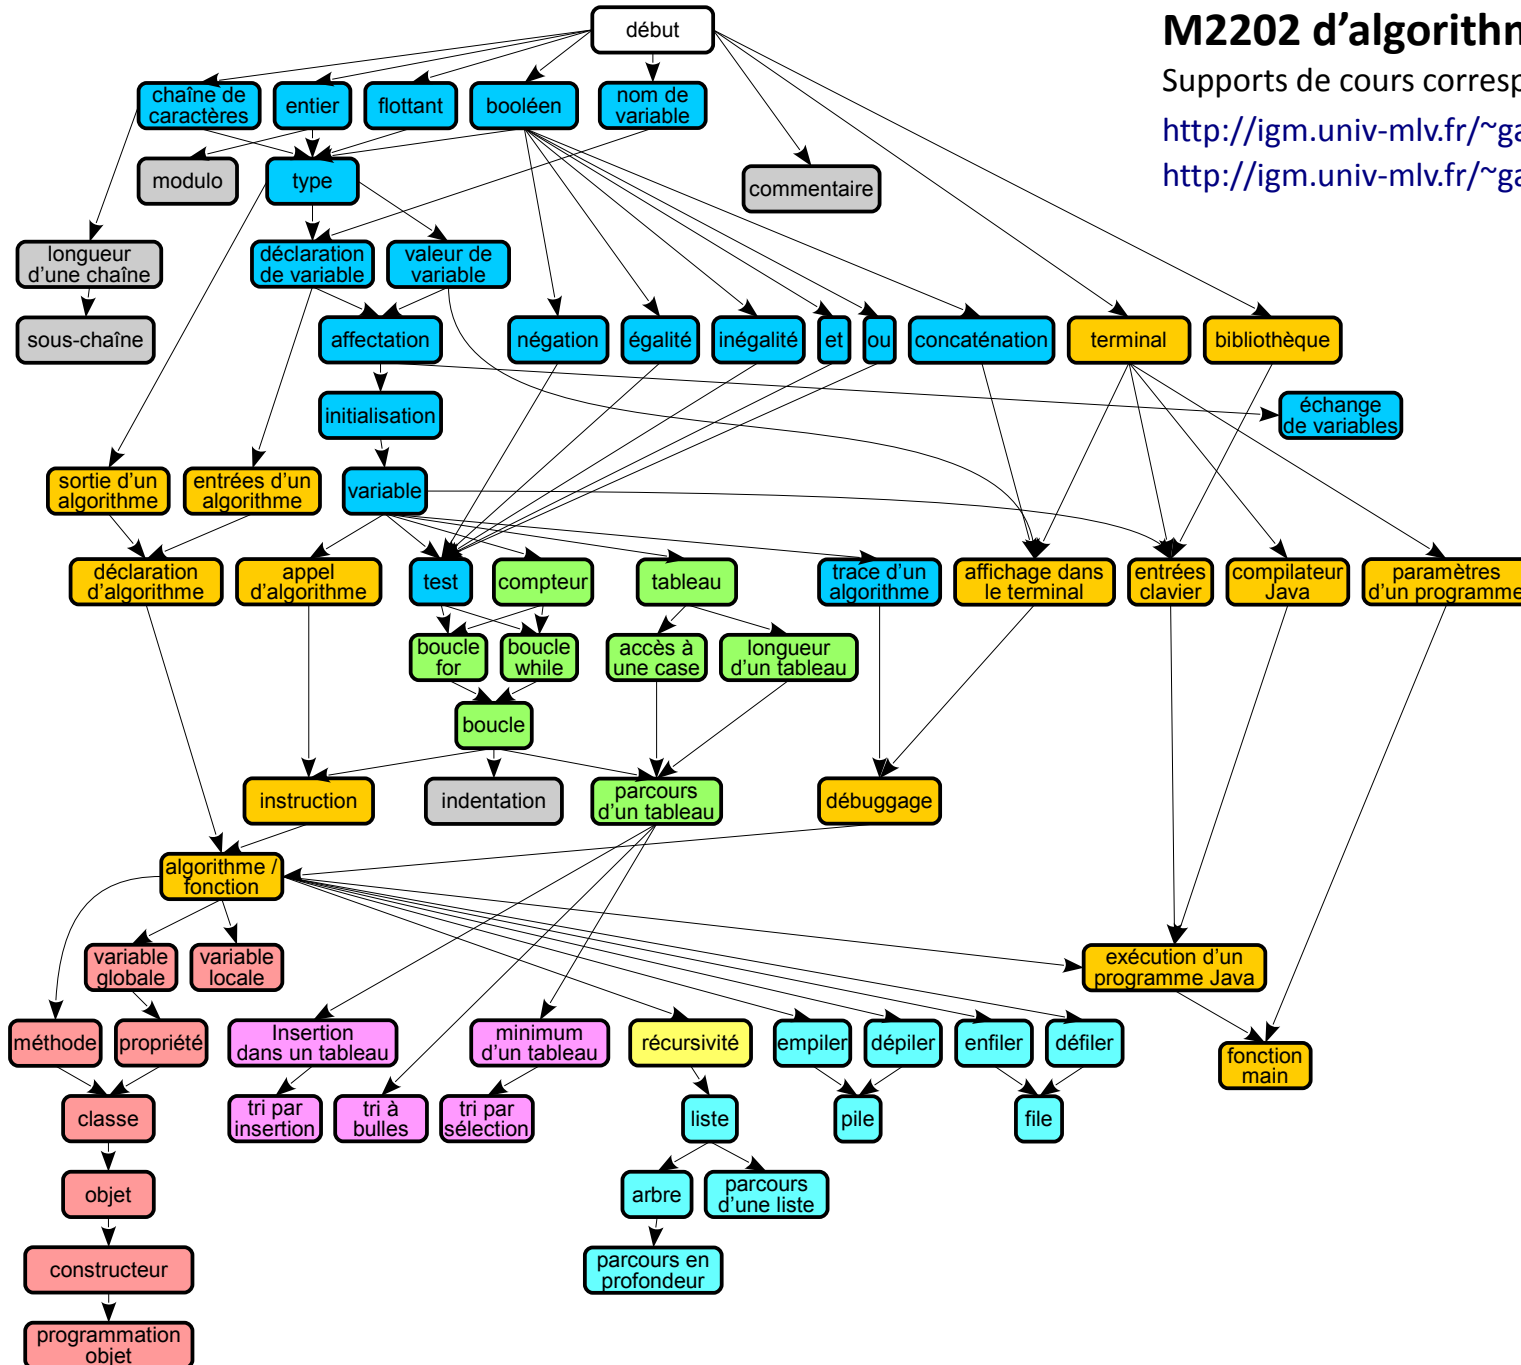 début
M2202 d'algorithm
Supports de cours corresp
http://igm.univ-mlv.fr/~ga
http://igm.univ-mlv.fr/~ga
chaîne de
caractères
entier
flottant
booléen
nom de
variable
modulo
type
commentaire
longueur
d'une chaîne
déclaration
de variable
valeur de
variable
sous-chaîne
affectation
négation
égalité
inégalité
et
ou
concaténation
terminal
bibliothèque
initialisation
échange
de variables
sortie d'un
algorithme
entrées d'un
algorithme
variable
déclaration
d'algorithme
appel
d'algorithme
test
compteur
tableau
trace d'un
algorithme
affichage dans
le terminal
entrées
clavier
compilateur
Java
paramètres
d'un programme
boucle
for
boucle
while
accès à
une case
longueur
d'un tableau
boucle
instruction
indentation
parcours
d'un tableau
débuggage
algorithme /
fonction
variable
globale
variable
locale
exécution d'un
programme Java
méthode
propriété
Insertion
dans un tableau
minimum
d'un tableau
récursivité
empiler
dépiler
enfiler
défiler
fonction
main
classe
tri par
insertion
tri à
bulles
tri par
sélection
liste
pile
file
objet
arbre
parcours
d'une liste
constructeur
parcours en
profondeur
programmation
objet